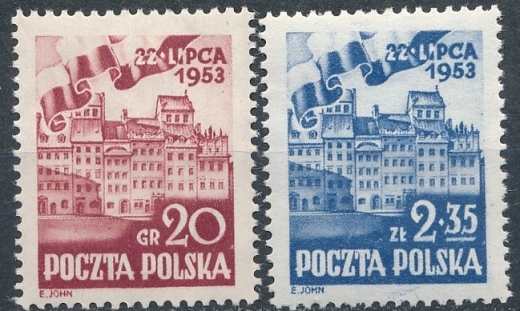 22·LIPCA
1953
GR 20
POCZTA POLSKA
E.JOHN
22·LIPCA
1953
ZŁ 2·35
POCZTA POLSKA
E.JOHN